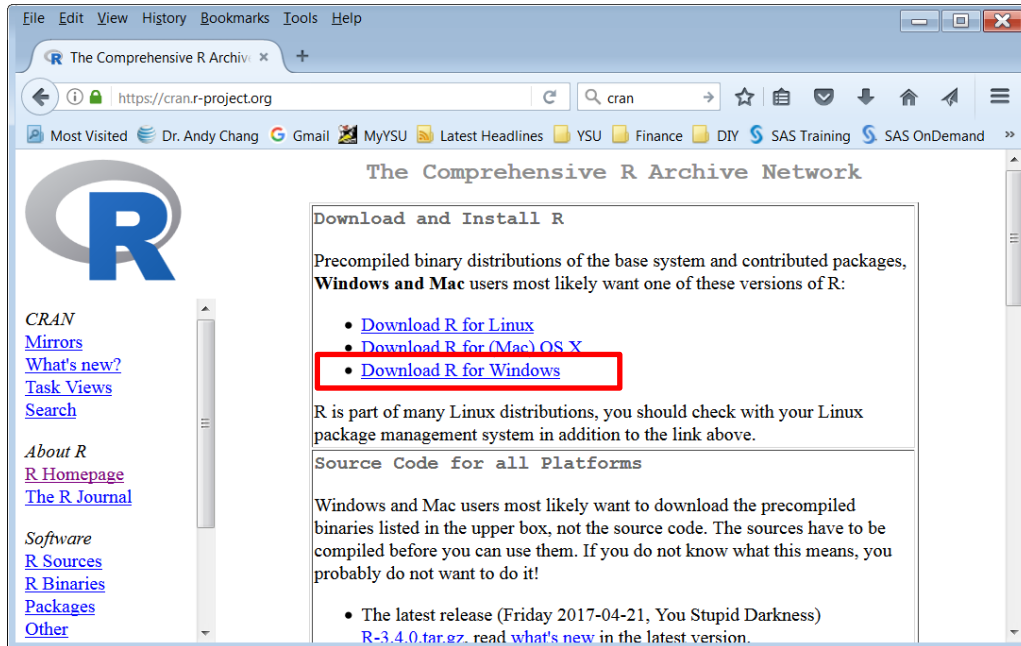 File Edit View History Bookmarks Tools Help
The Comprehensive R Archiv
https://cran.r-project.org
cran
Most Visited Dr. Andy Chang Gmail MyYSU Latest Headlines YSU Finance DIY SAS Training SAS OnDemand »
R
CRAN
Mirrors
What's new?
Task Views
Search
About R
R Homepage
The R Journal
Software
R Sources
R Binaries
Packages
Other
The Comprehensive R Archive Network
Download and Install R
Precompiled binary distributions of the base system and contributed packages,
Windows and Mac users most likely want one of these versions of R:
• Download R for Linux
• Download R for (Mac) OS X
• Download R for Windows
R is part of many Linux distributions, you should check with your Linux
package management system in addition to the link above.
Source Code for all Platforms
Windows and Mac users most likely want to download the precompiled
binaries listed in the upper box, not the source code. The sources have to be
compiled before you can use them. If you do not know what this means, you
probably do not want to do it!
• The latest release (Friday 2017-04-21, You Stupid Darkness)
R-3.4.0.tar.gz, read what's new in the latest version.